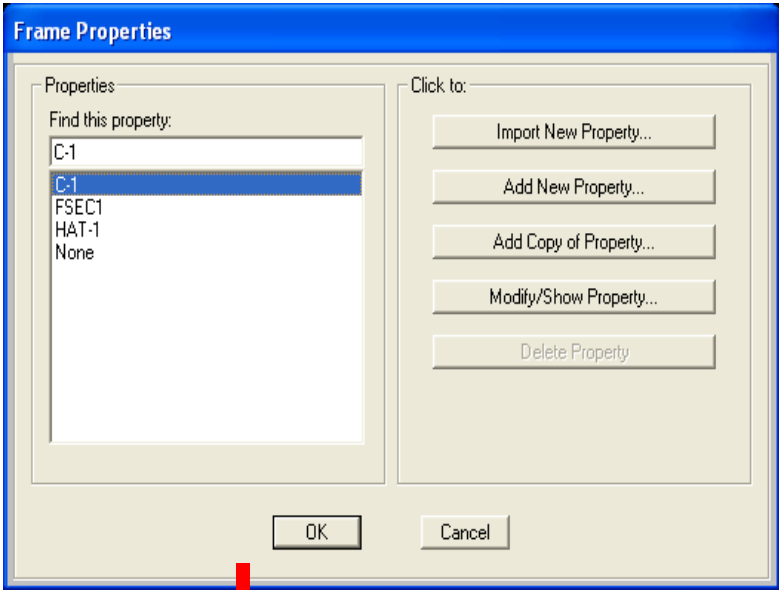 Frame Properties
Properties
Find this property:
C-1
C-1
FSEC1
HAT-1
None
Click to:
Import New Property...
Add New Property...
Add Copy of Property...
Modify/Show Property...
Delete Property
OK
Cancel